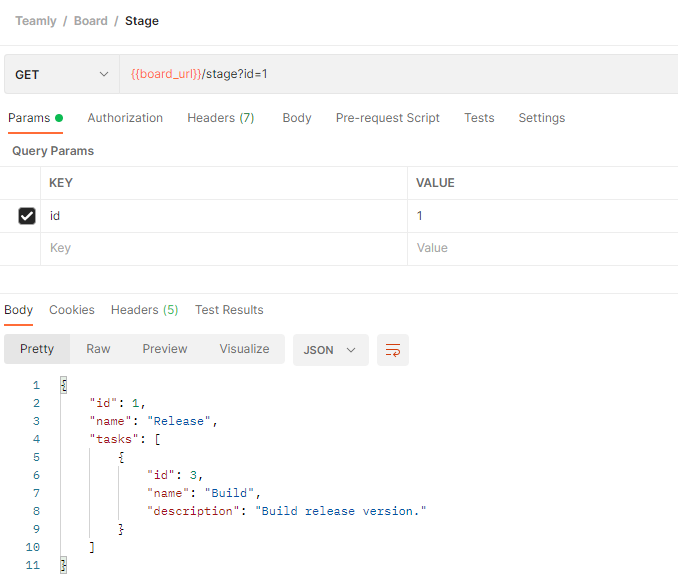 Teamly / Board / Stage
GET {{board_url}}/stage?id=1
Params Authorization Headers (7) Body Pre-request Script Tests Settings
Query Params
KEY VALUE
id 1
Key Value
Body Cookies Headers (5) Test Results
Pretty Raw Preview Visualize JSON
1 {
2 "id": 1,
3 "name": "Release",
4 "tasks": [
5 {
6 "id": 3,
7 "name": "Build",
8 "description": "Build release version."
9 }
10 ]
11 }